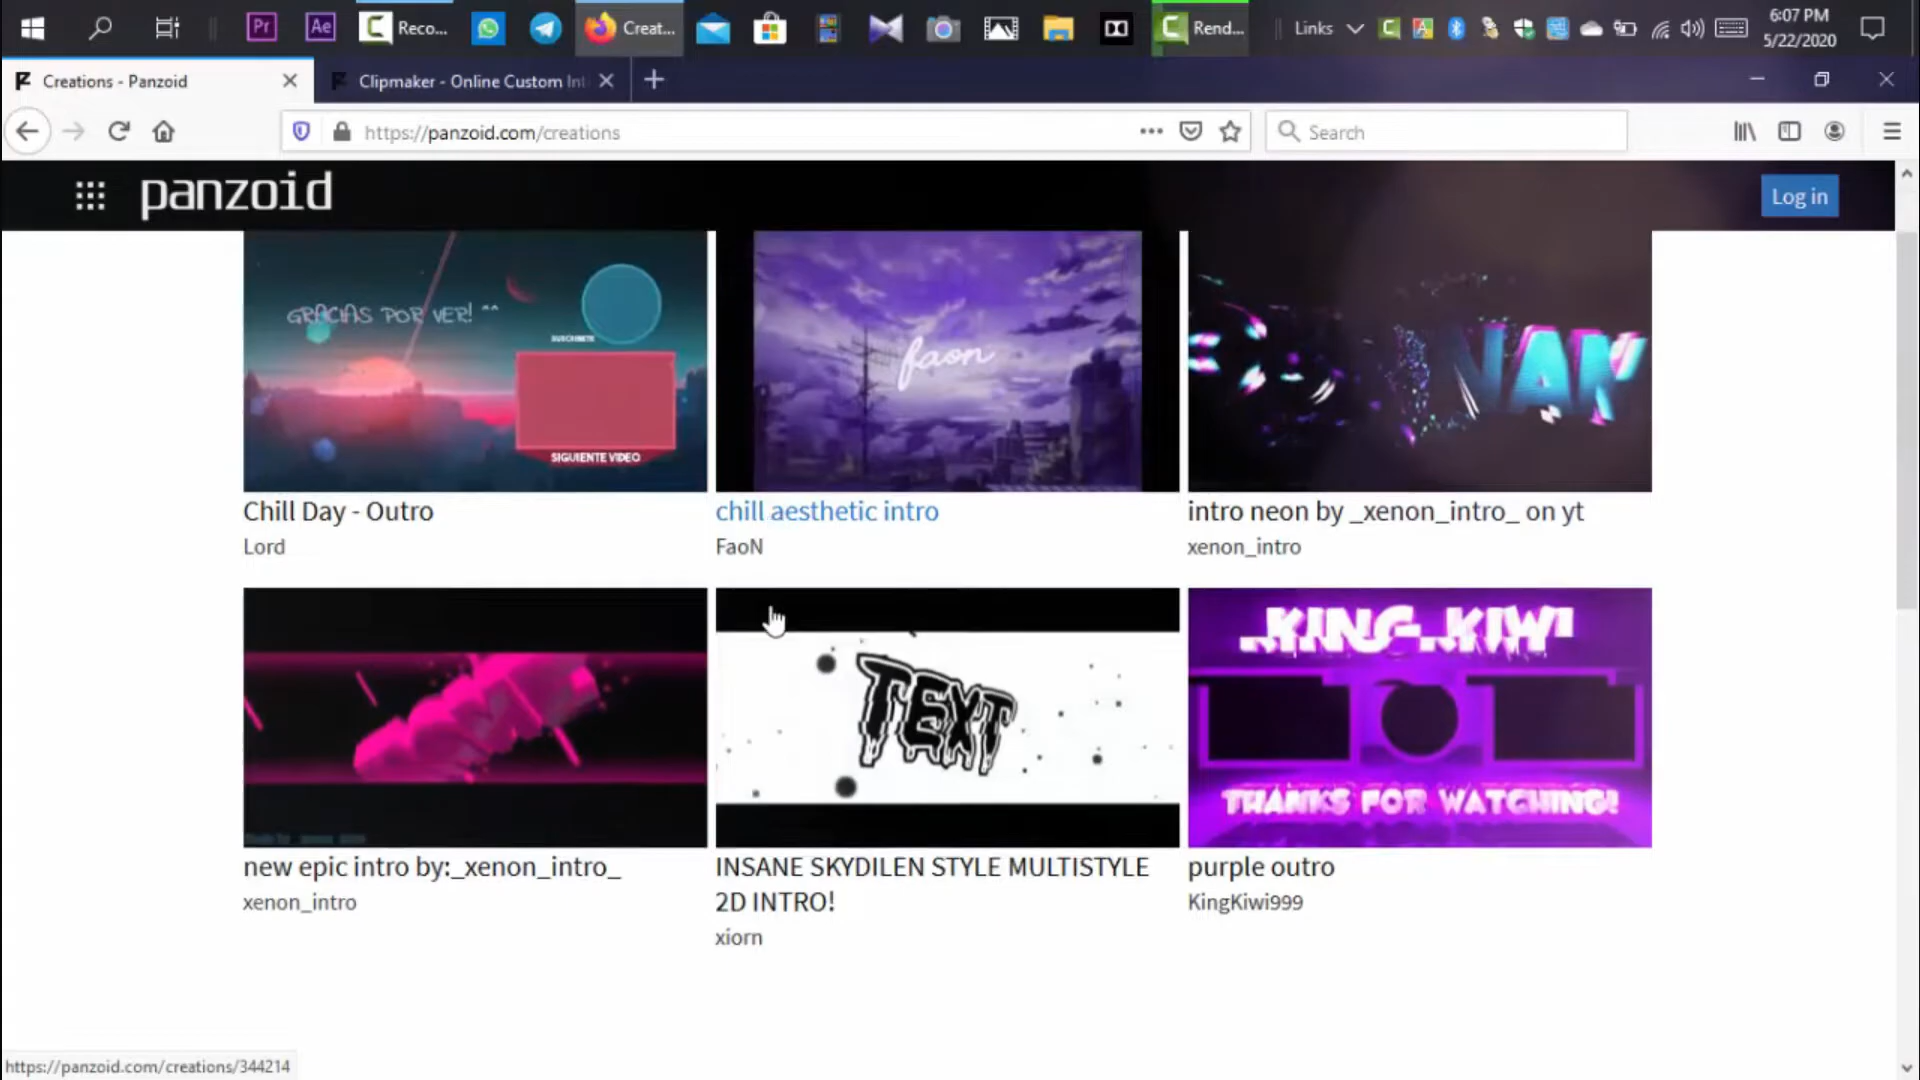 Pr
Ae
Reco...
Creat...
Rend...
Links
6:07 PM
5/22/2020
Creations - Panzoid
Clipmaker - Online Custom Int
https://panzoid.com/creations
Search
panzoid
Log in
GRACIAS POR VER! ^^
SUSCRIBETE
SIGUIENTE VIDEO
faon
Chill Day - Outro
Lord
chill aesthetic intro
FaoN
intro neon by _xenon_intro_ on yt
xenon_intro
TEXT
KING KIWI
THANKS FOR WATCHING!
new epic intro by:_xenon_intro_
xenon_intro
INSANE SKYDILEN STYLE MULTISTYLE
2D INTRO!
xiorn
purple outro
KingKiwi999
https://panzoid.com/creations/344214